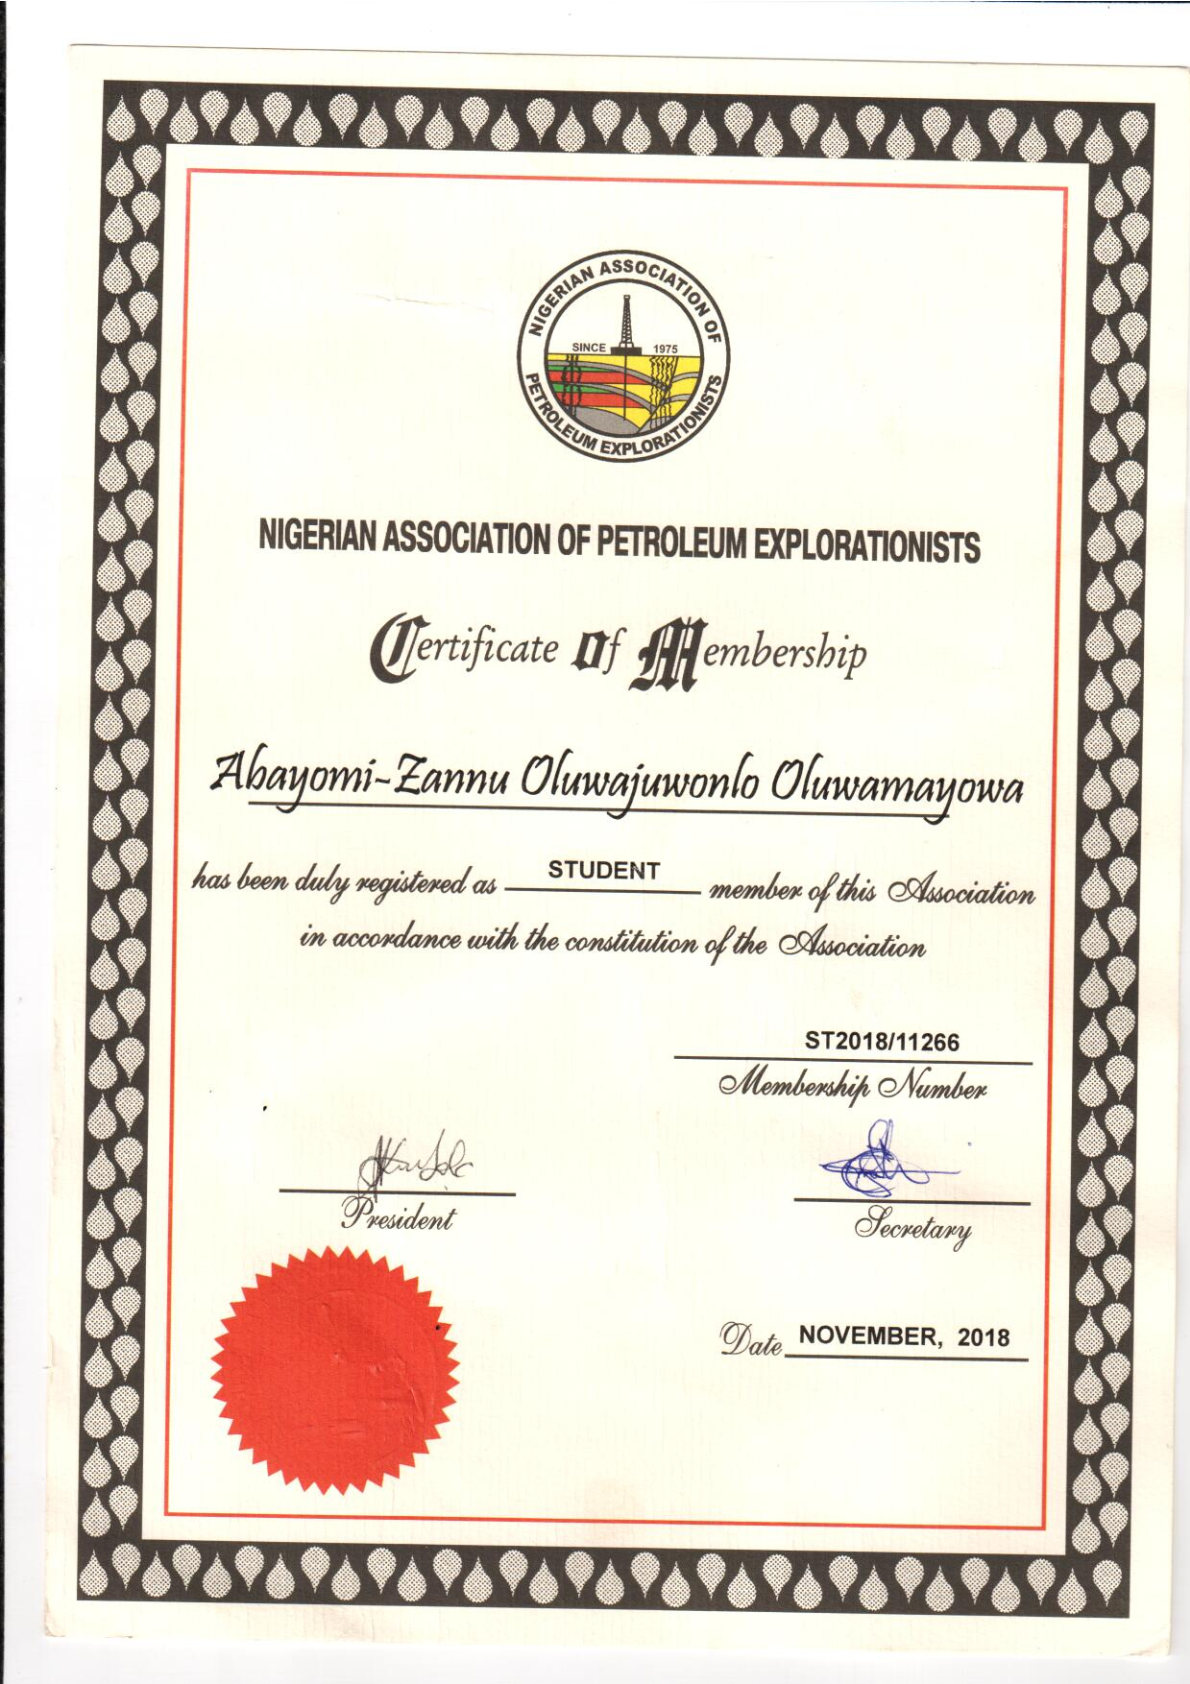 NIGERIAN ASSOCIATION OF
PETROLEUM EXPLORATIONISTS
SINCE 1975
NIGERIAN ASSOCIATION OF PETROLEUM EXPLORATIONISTS
Certificate Of Membership
Abayomi-Zannu Oluwajuwonlo Oluwamayowa
has been duly registered as STUDENT member of this Association
in accordance with the constitution of the Association
ST2018/11266
Membership Number
President
Secretary
Date NOVEMBER, 2018